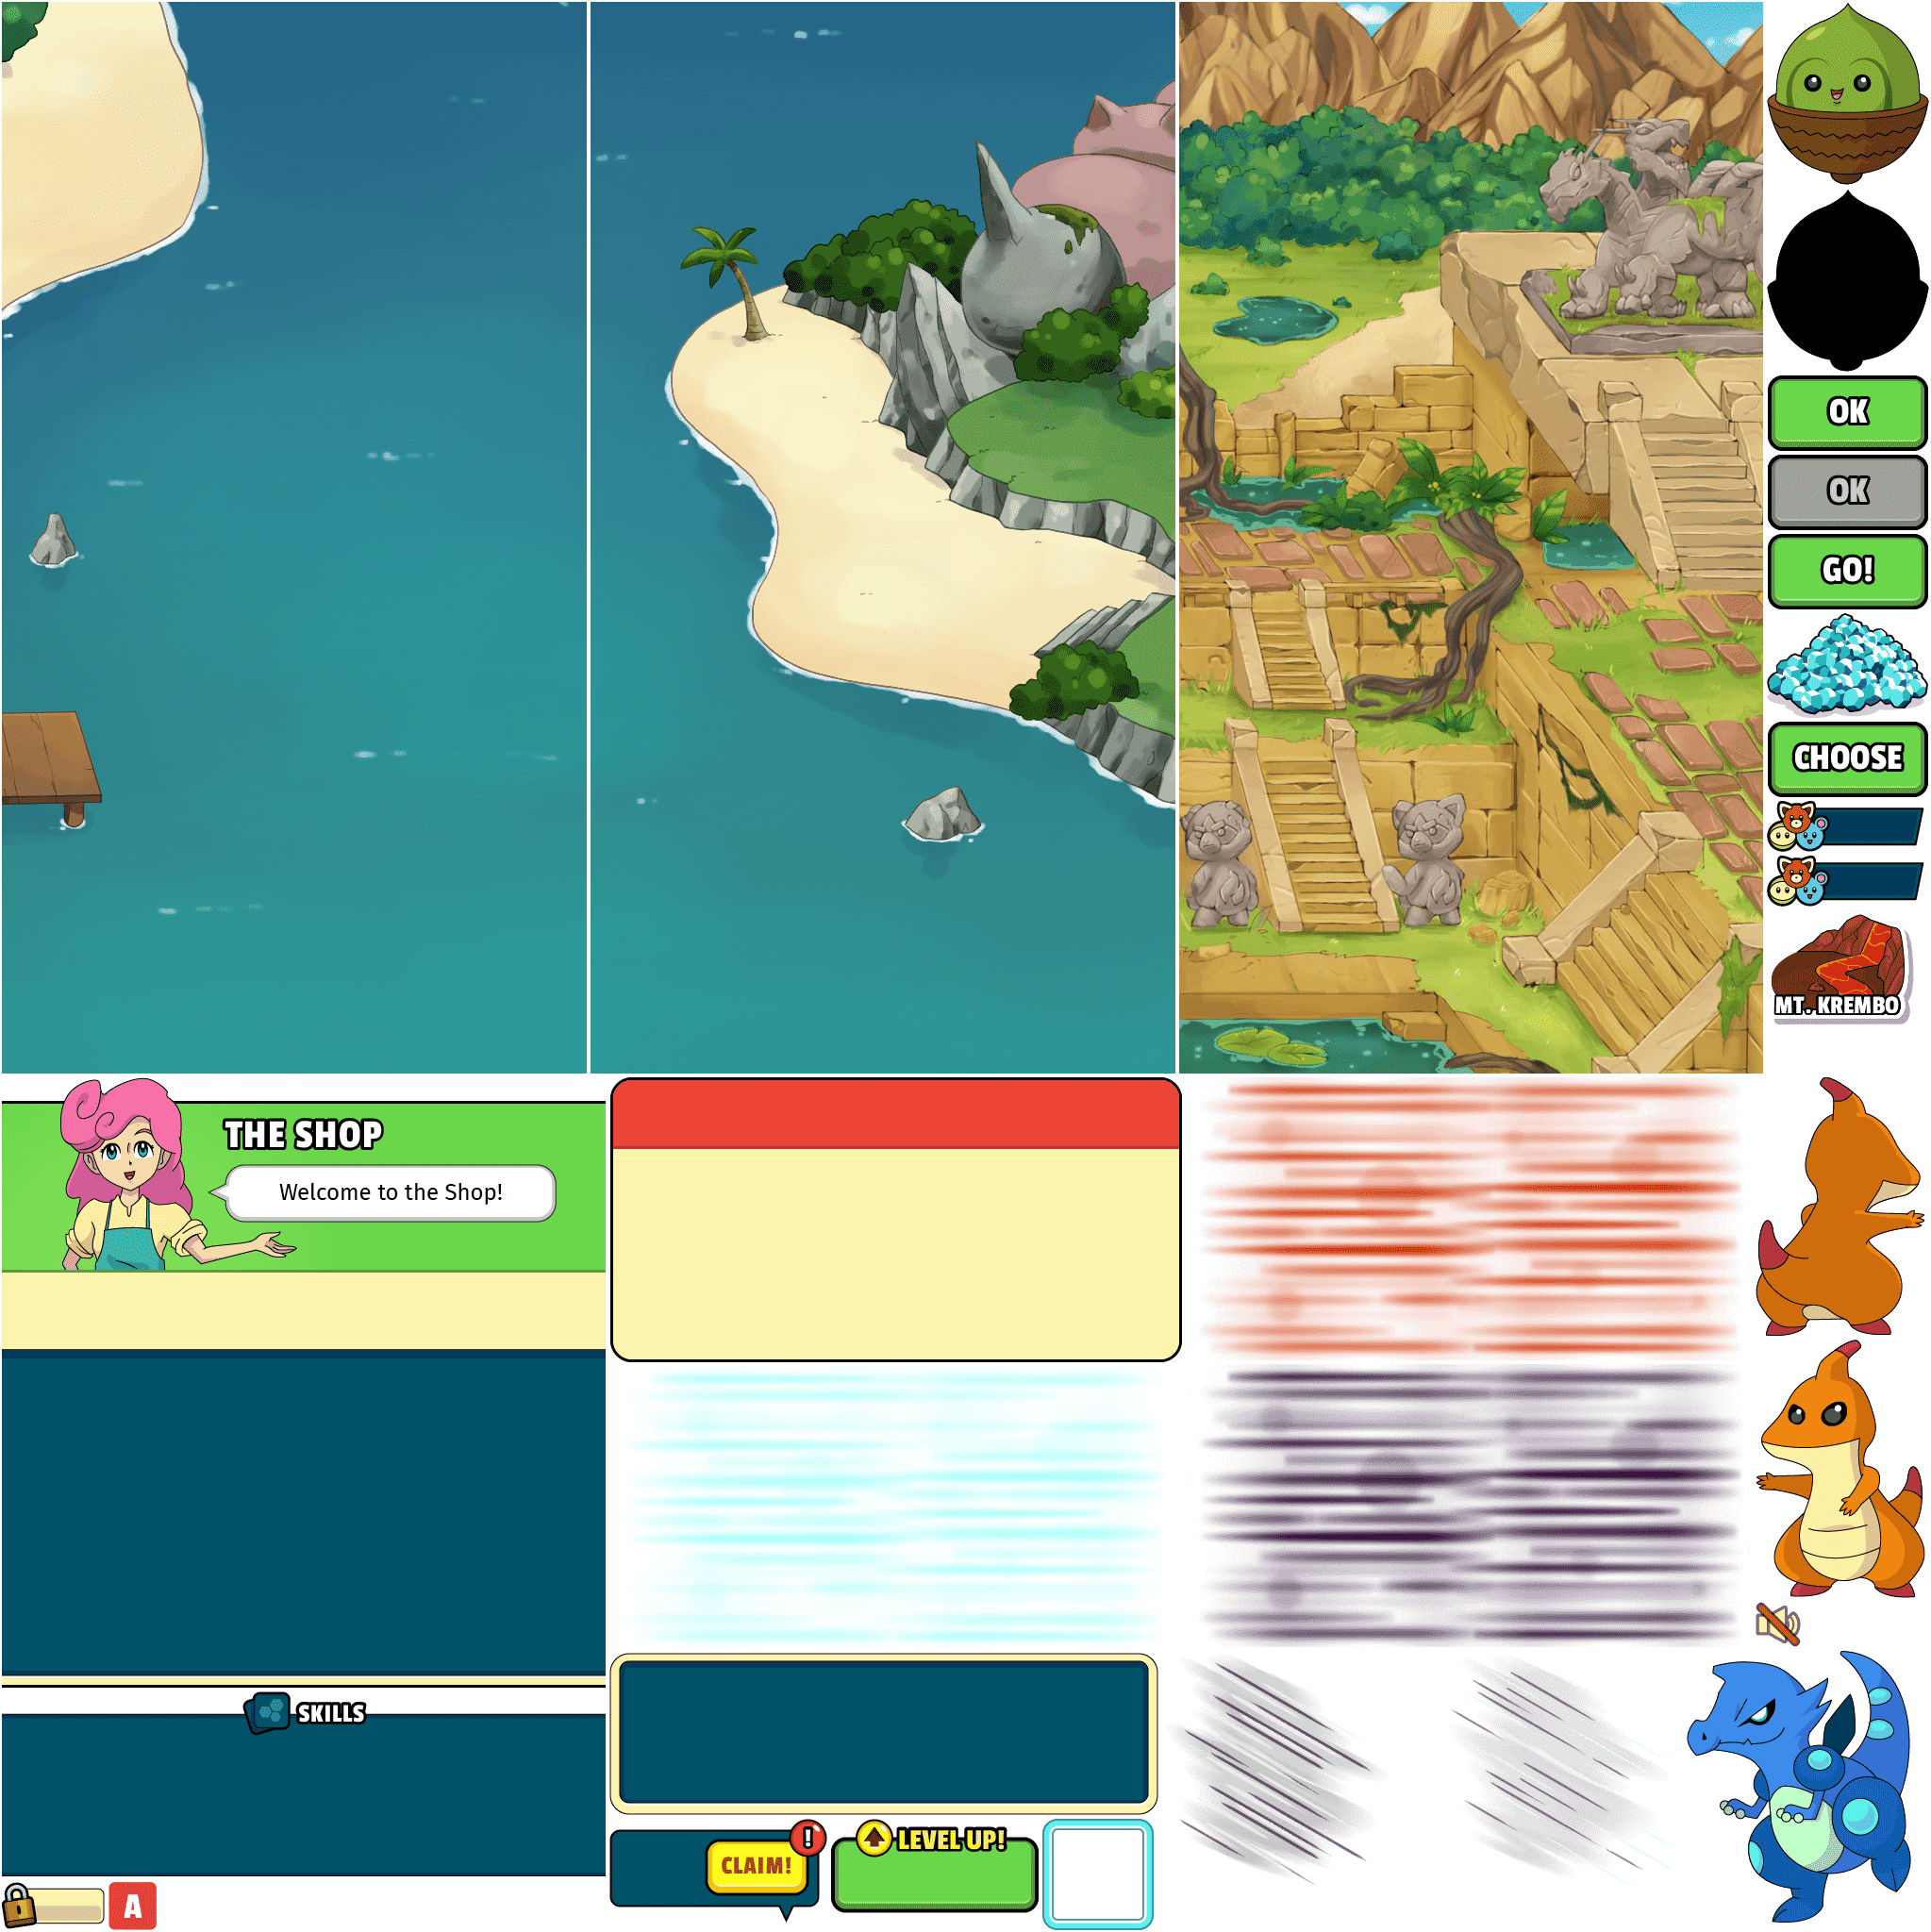 OK
OK
GO!
CHOOSE
MT. KREMBO
THE SHOP
Welcome to the Shop!
SKILLS
CLAIM!
!
LEVEL UP!
A